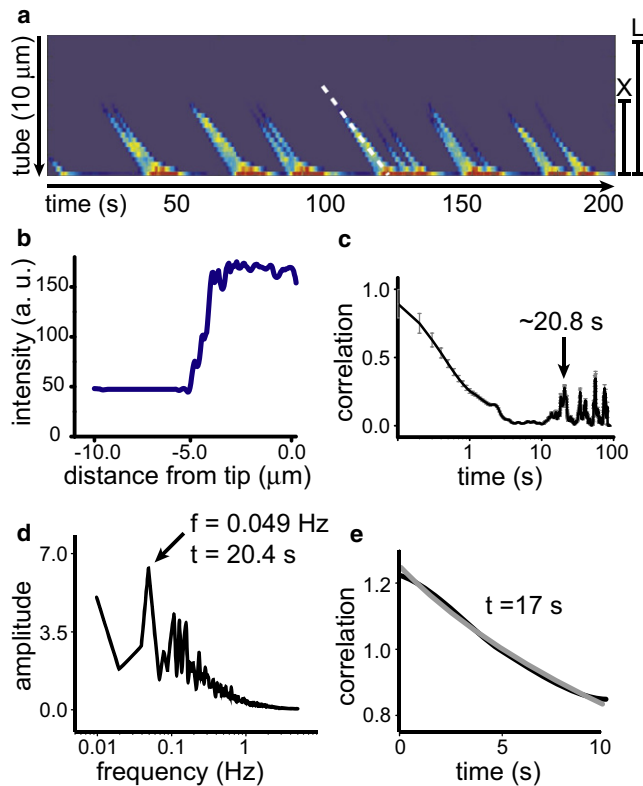 a
L
X
tube (10 μm)
time (s)
50
100
150
200
b
intensity (a. u.)
150
100
50
0
-10.0
-5.0
0.0
distance from tip (μm)
c
correlation
1.0
0.5
0.0
~20.8 s
1
10
100
time (s)
d
amplitude
7.0
3.5
0.0
f = 0.049 Hz
t = 20.4 s
0.01
0.1
1
frequency (Hz)
e
correlation
1.2
1.0
0.8
t =17 s
0
5
10
time (s)